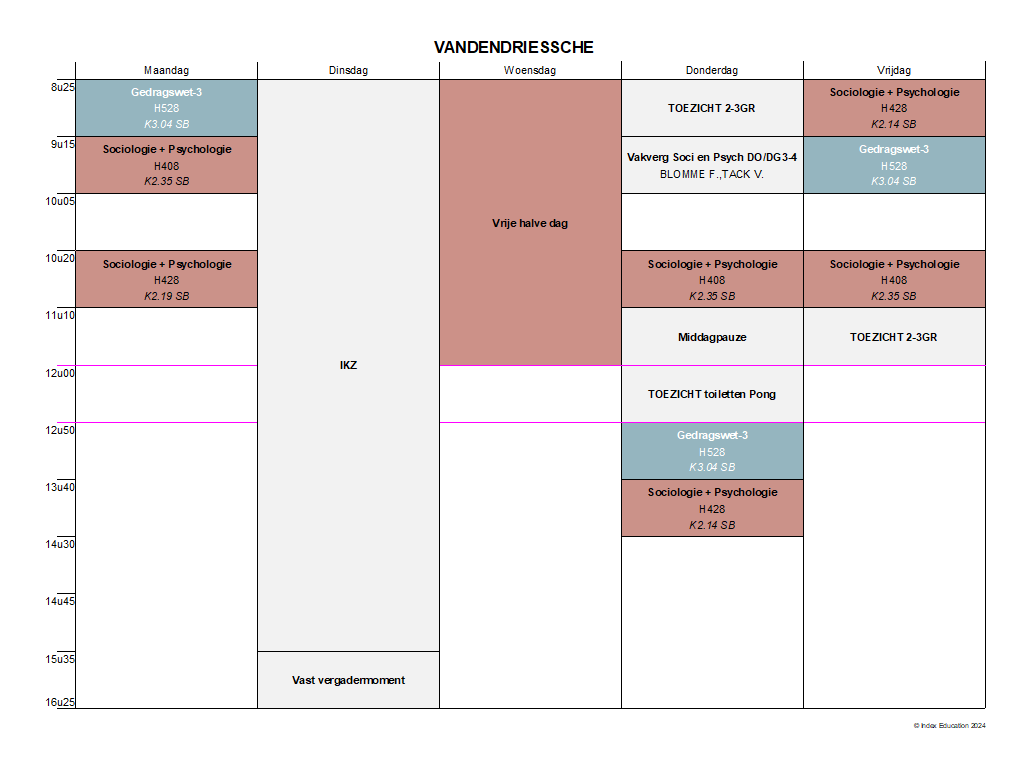 VANDENDRIESSCHE
Maandag Dinsdag Woensdag Donderdag Vrijdag
8u25
9u15
10u05
10u20
11u10
12u00
12u50
13u40
14u30
14u45
15u35
16u25
Gedragswet-3
H528
K3.04 SB
Sociologie + Psychologie
H408
K2.35 SB
Sociologie + Psychologie
H428
K2.19 SB
IKZ
Vast vergadermoment
Vrije halve dag
TOEZICHT 2-3GR
Vakverg Soci en Psych DO/DG3-4
BLOMME F.,TACK V.
Sociologie + Psychologie
H408
K2.35 SB
Middagpauze
TOEZICHT toiletten Pong
Gedragswet-3
H528
K3.04 SB
Sociologie + Psychologie
H428
K2.14 SB
Sociologie + Psychologie
H428
K2.14 SB
Gedragswet-3
H528
K3.04 SB
Sociologie + Psychologie
H408
K2.35 SB
TOEZICHT 2-3GR
© Index Education 2024